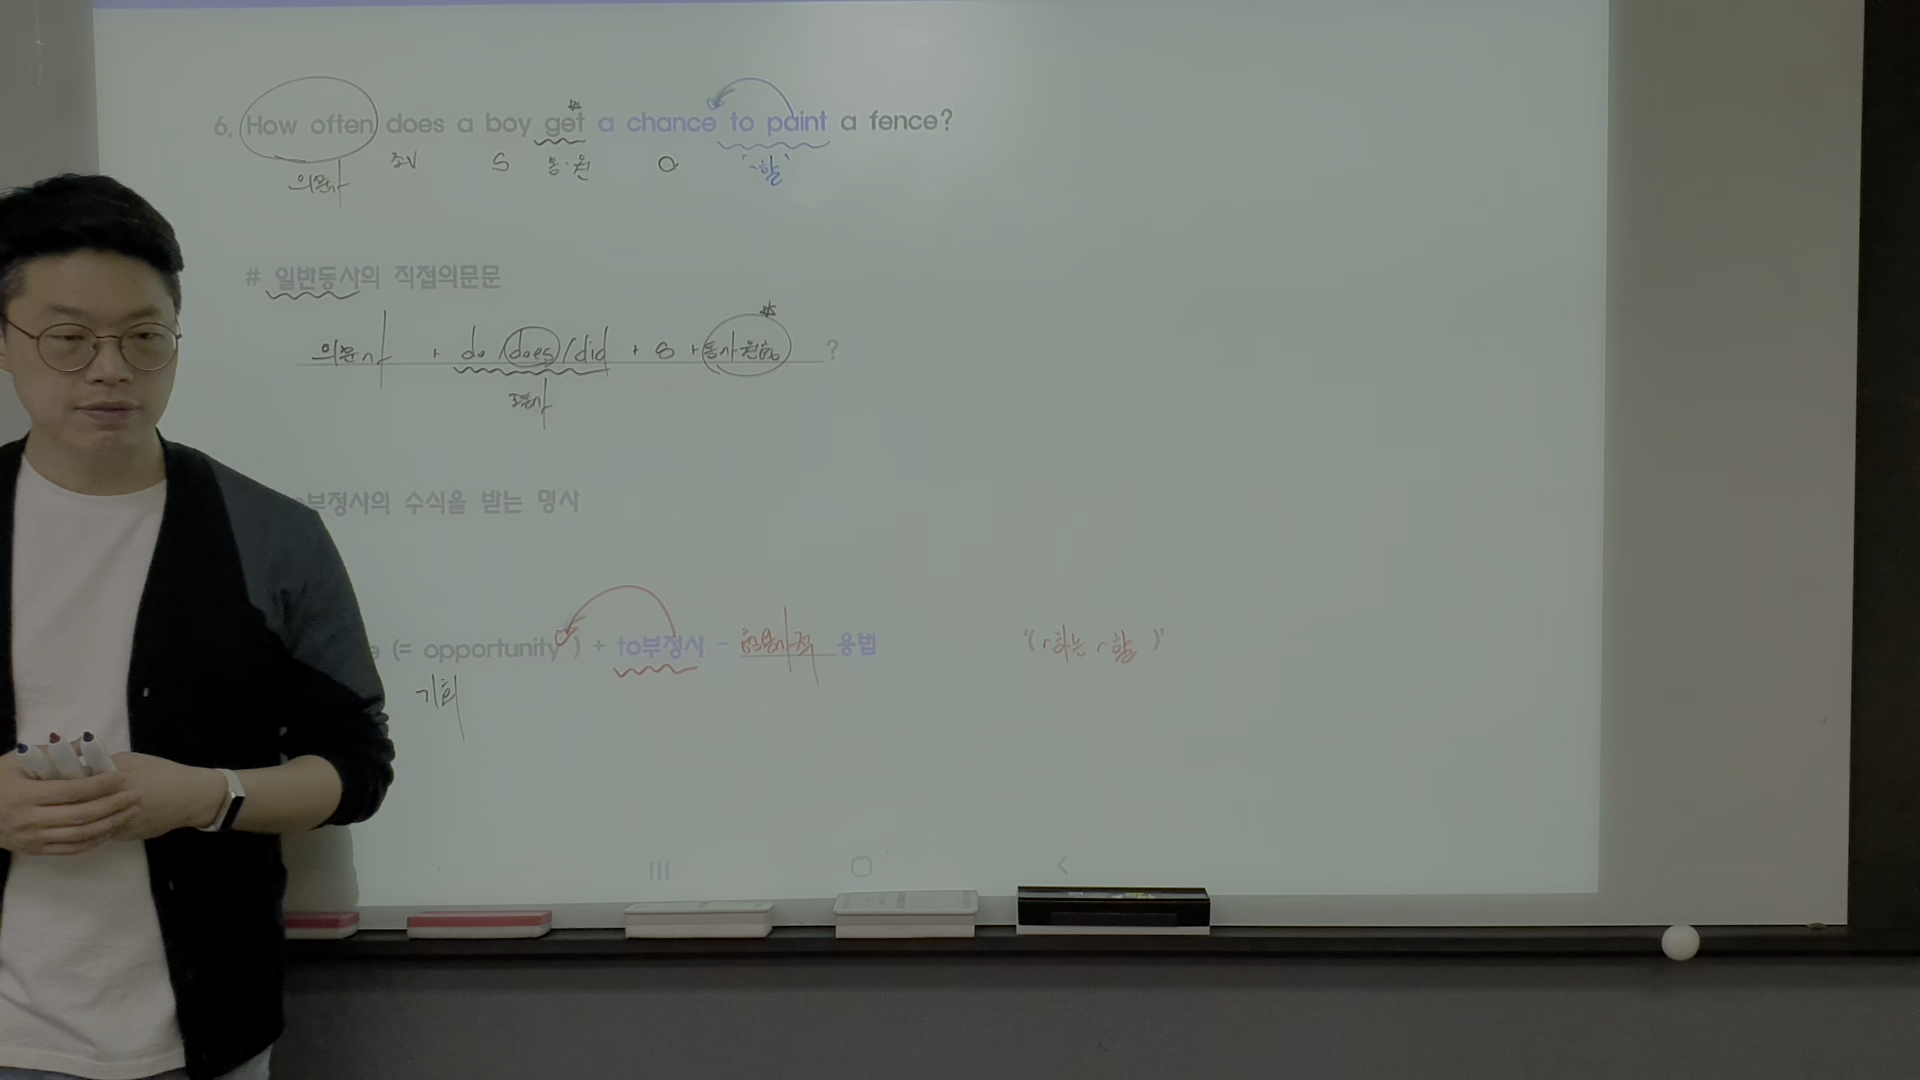 6. How often does a boy get a chance to paint a fence?
의문사 조V S 동·원 O '~할'
# 일반동사의 직접의문문
의문사 + do/does/did + S + 동사원형 ?
조동사
부정사의 수식을 받는 명사
(= opportunity ) + to부정사 - 형용사적 용법 '(~하는 ~할 )'
기회